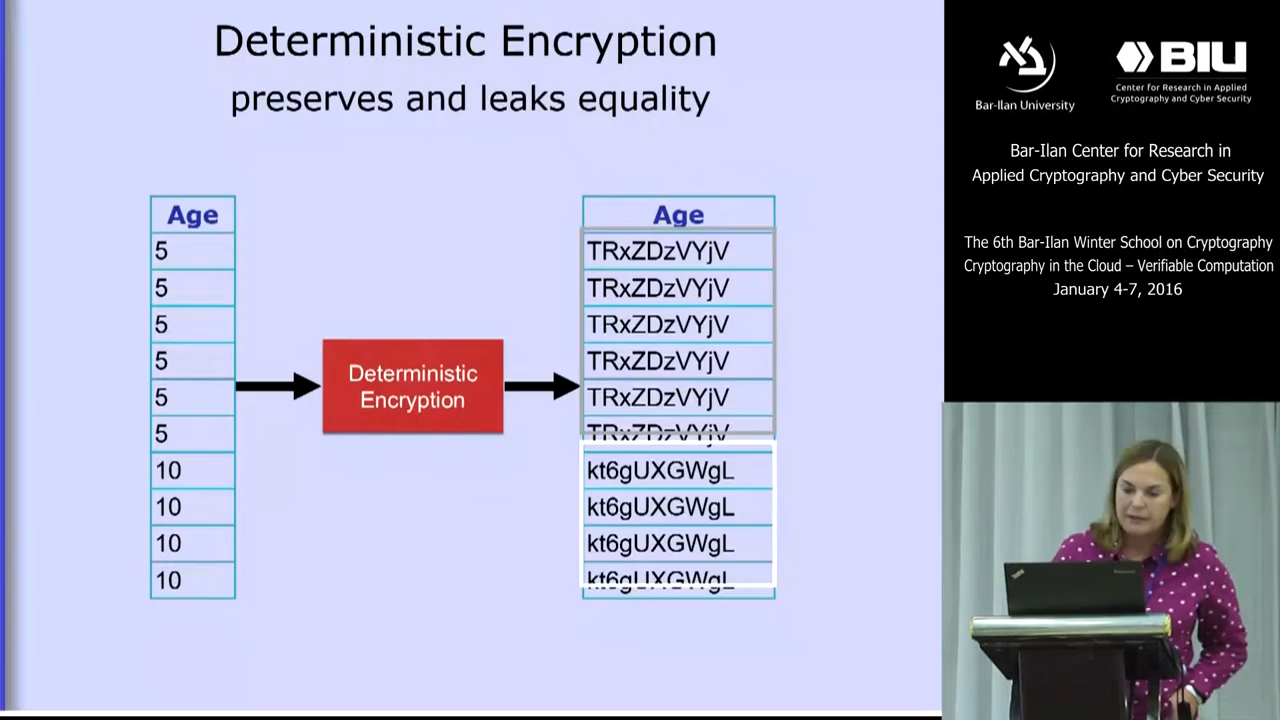 Deterministic Encryption
preserves and leaks equality
Age
5
5
5
5
5
5
10
10
10
10
Deterministic
Encryption
Age
TRxZDzVYjV
TRxZDzVYjV
TRxZDzVYjV
TRxZDzVYjV
TRxZDzVYjV
TRxZDzVYjV
kt6gUXGWgL
kt6gUXGWgL
kt6gUXGWgL
kt6gUXGWgL
Bar-Ilan University
BIU
Center for Research in Applied
Cryptography and Cyber Security
Bar-Ilan Center for Research in
Applied Cryptography and Cyber Security
The 6th Bar-Ilan Winter School on Cryptography
Cryptography in the Cloud – Verifiable Computation
January 4-7, 2016